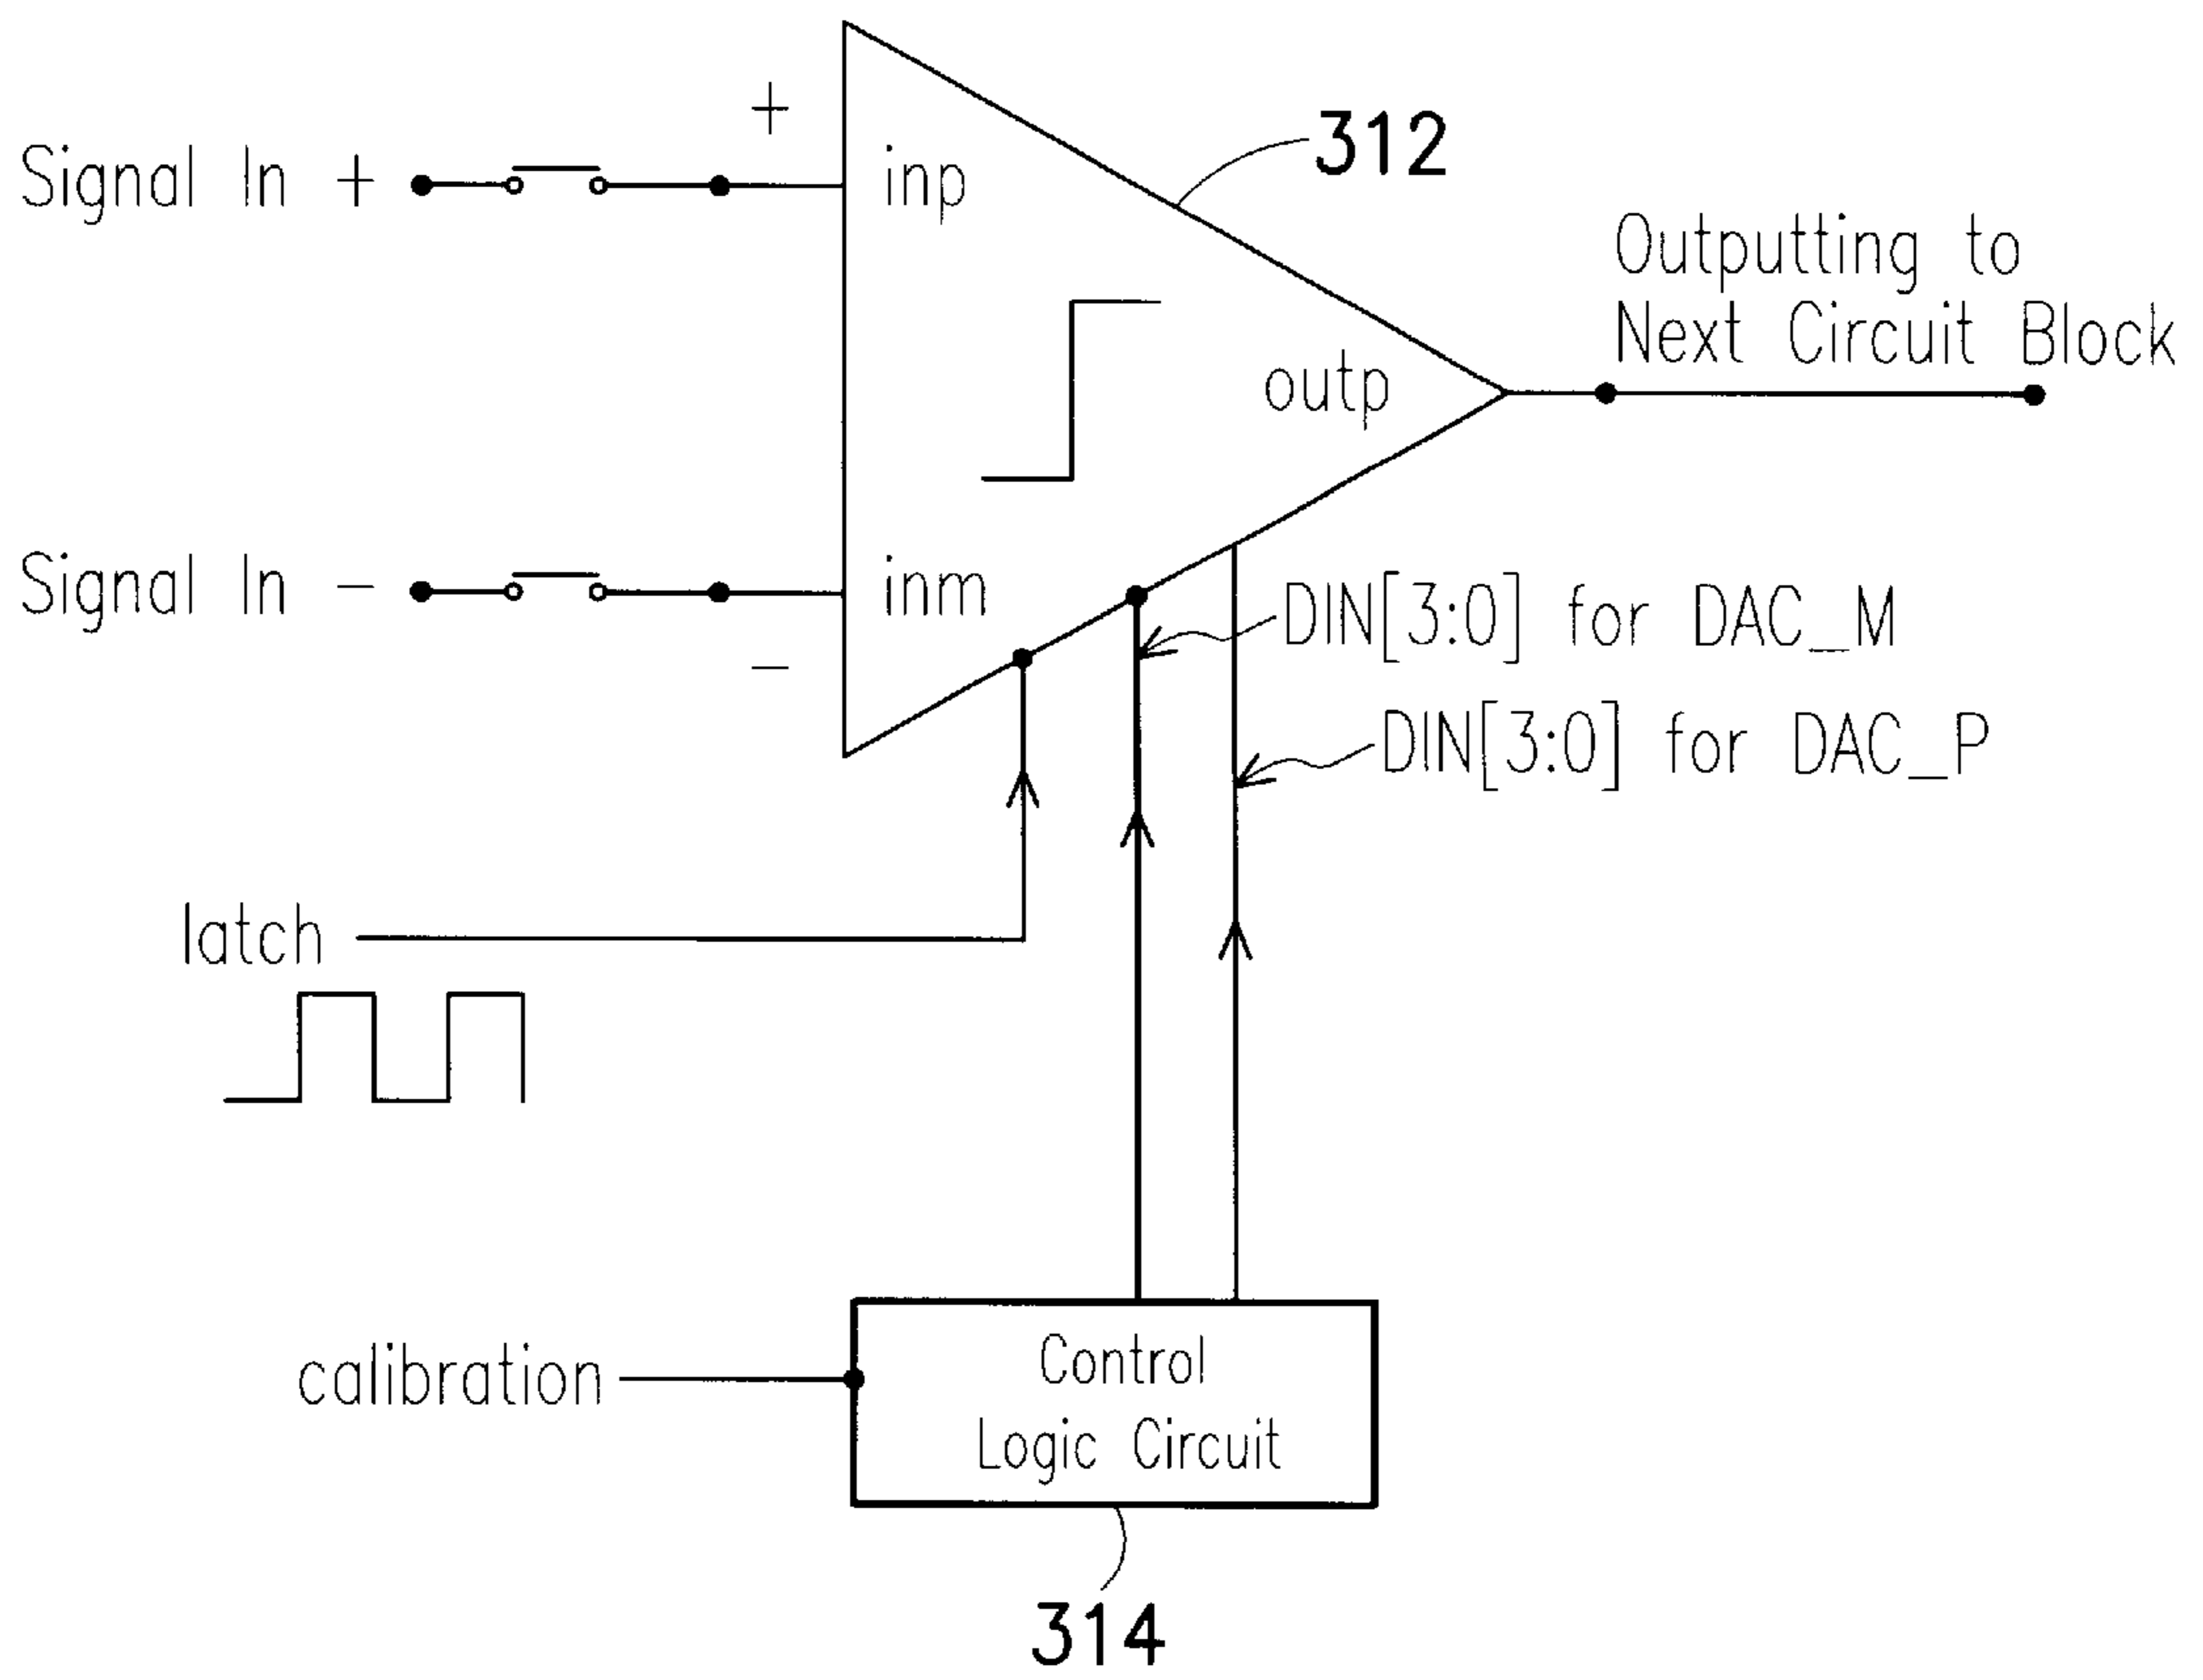 +
312
Signal In +
inp
Outputting to
Next Circuit Block
outp
Signal In -
inm
-
DIN[3:0] for DAC_M
DIN[3:0] for DAC_P
latch
calibration
Control
Logic Circuit
314